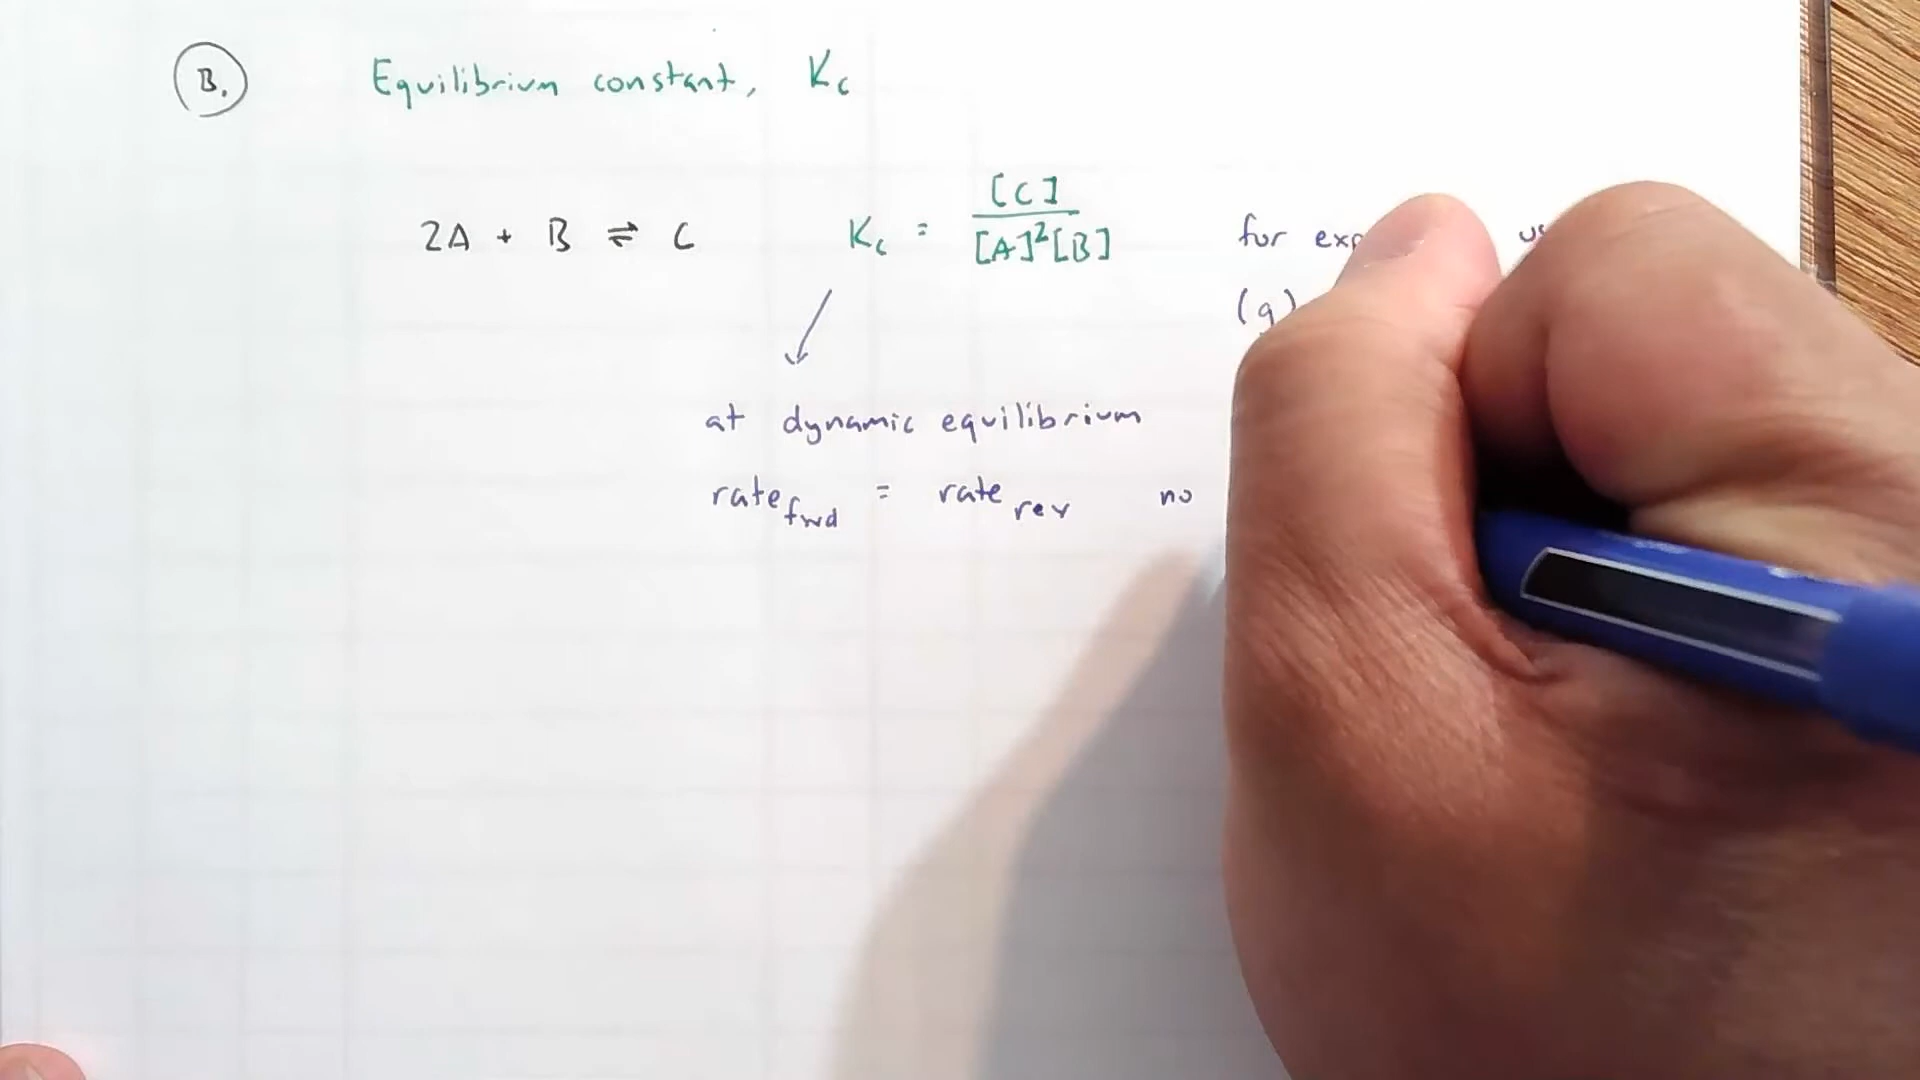 B. Equilibrium constant, Kc
2A + B ⇌ C Kc = [C] / [A]²[B] for
(g)
at dynamic equilibrium
rate fwd = rate rev no